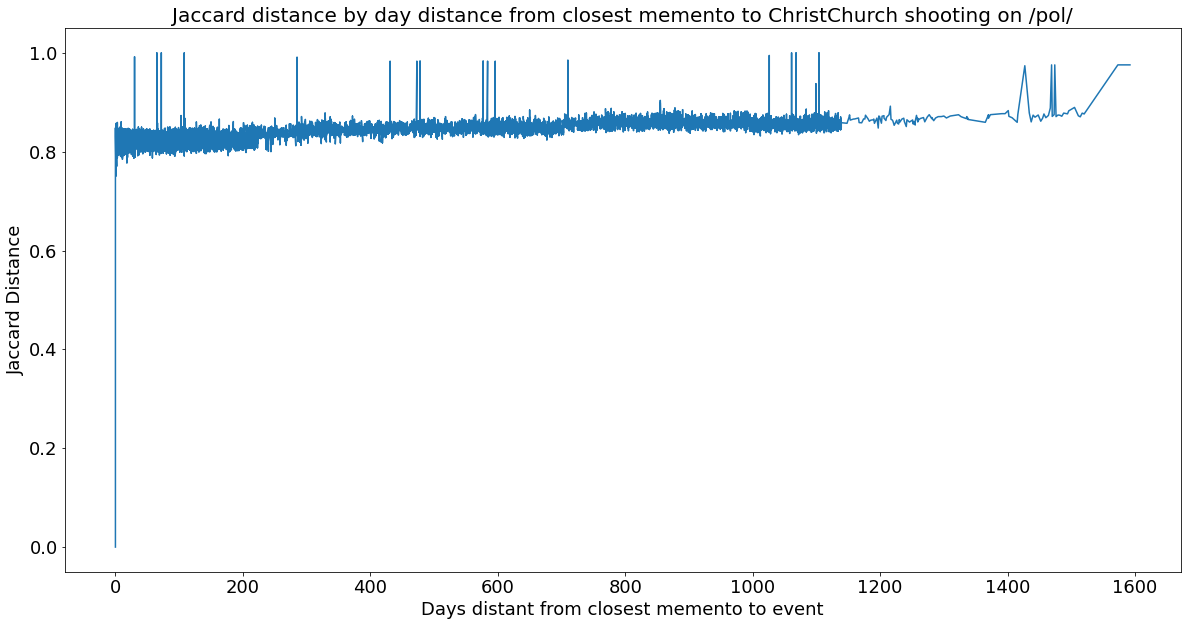 Jaccard distance by day distance from closest memento to ChristChurch shooting on /pol/
1.0
0.8
0.6
0.4
0.2
0.0
Jaccard Distance
0 200 400 600 800 1000 1200 1400 1600
Days distant from closest memento to event